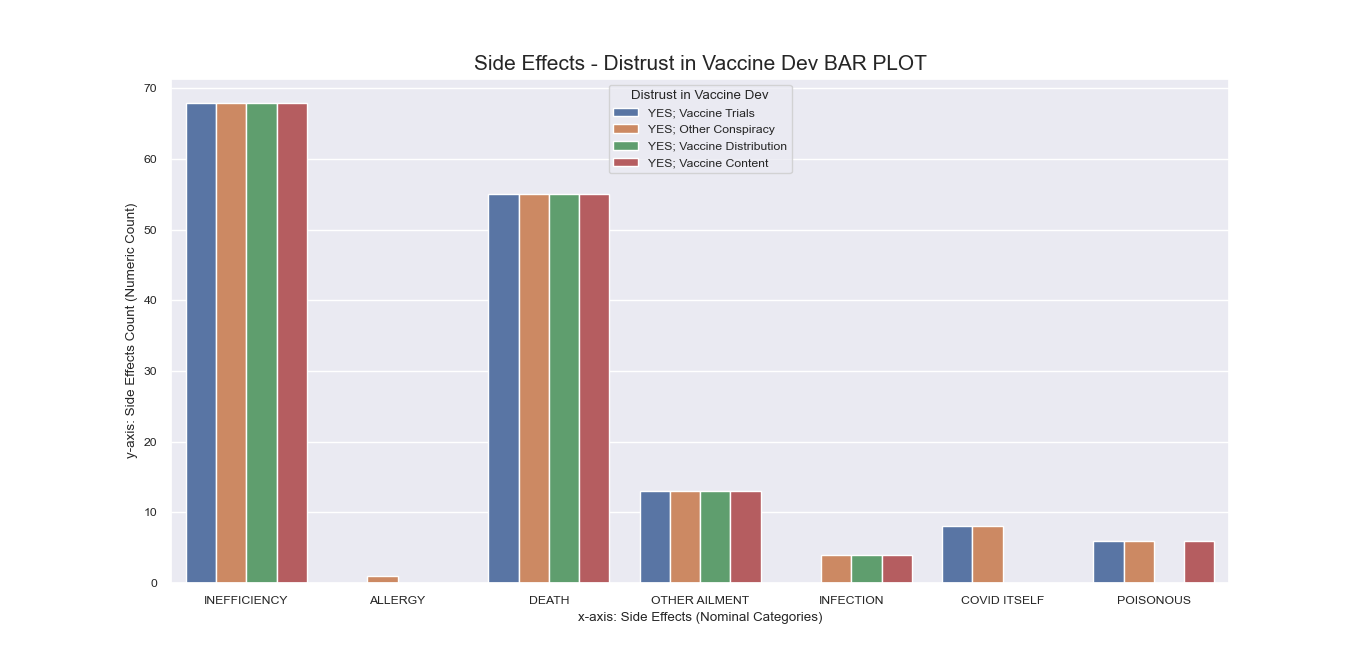 Side Effects - Distrust in Vaccine Dev BAR PLOT
Distrust in Vaccine Dev
YES; Vaccine Trials
YES; Other Conspiracy
YES; Vaccine Distribution
YES; Vaccine Content
y-axis: Side Effects Count (Numeric Count)
70
60
50
40
30
20
10
0
INEFFICIENCY ALLERGY DEATH OTHER AILMENT INFECTION COVID ITSELF POISONOUS
x-axis: Side Effects (Nominal Categories)